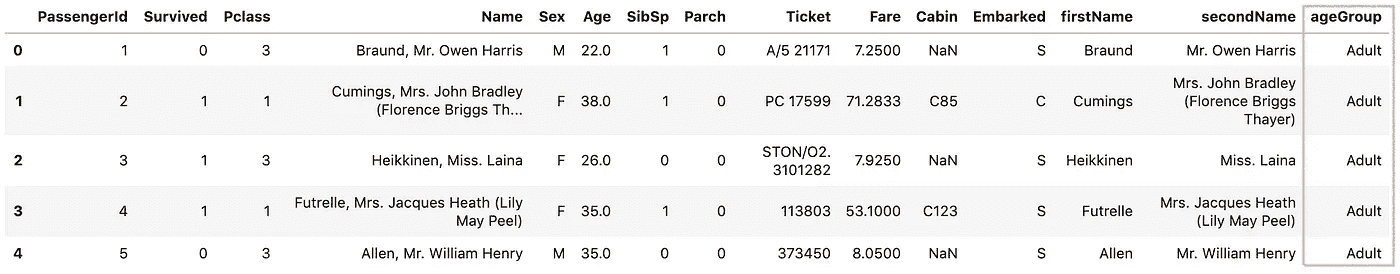 PassengerId Survived Pclass Name Sex Age SibSp Parch Ticket Fare Cabin Embarked firstName secondName ageGroup
0 1 0 3 Braund, Mr. Owen Harris M 22.0 1 0 A/5 21171 7.2500 NaN S Braund Mr. Owen Harris Adult
1 2 1 1 Cumings, Mrs. John Bradley (Florence Briggs Th... F 38.0 1 0 PC 17599 71.2833 C85 C Cumings Mrs. John Bradley (Florence Briggs Thayer) Adult
2 3 1 3 Heikkinen, Miss. Laina F 26.0 0 0 STON/O2. 3101282 7.9250 NaN S Heikkinen Miss. Laina Adult
3 4 1 1 Futrelle, Mrs. Jacques Heath (Lily May Peel) F 35.0 1 0 113803 53.1000 C123 S Futrelle Mrs. Jacques Heath (Lily May Peel) Adult
4 5 0 3 Allen, Mr. William Henry M 35.0 0 0 373450 8.0500 NaN S Allen Mr. William Henry Adult